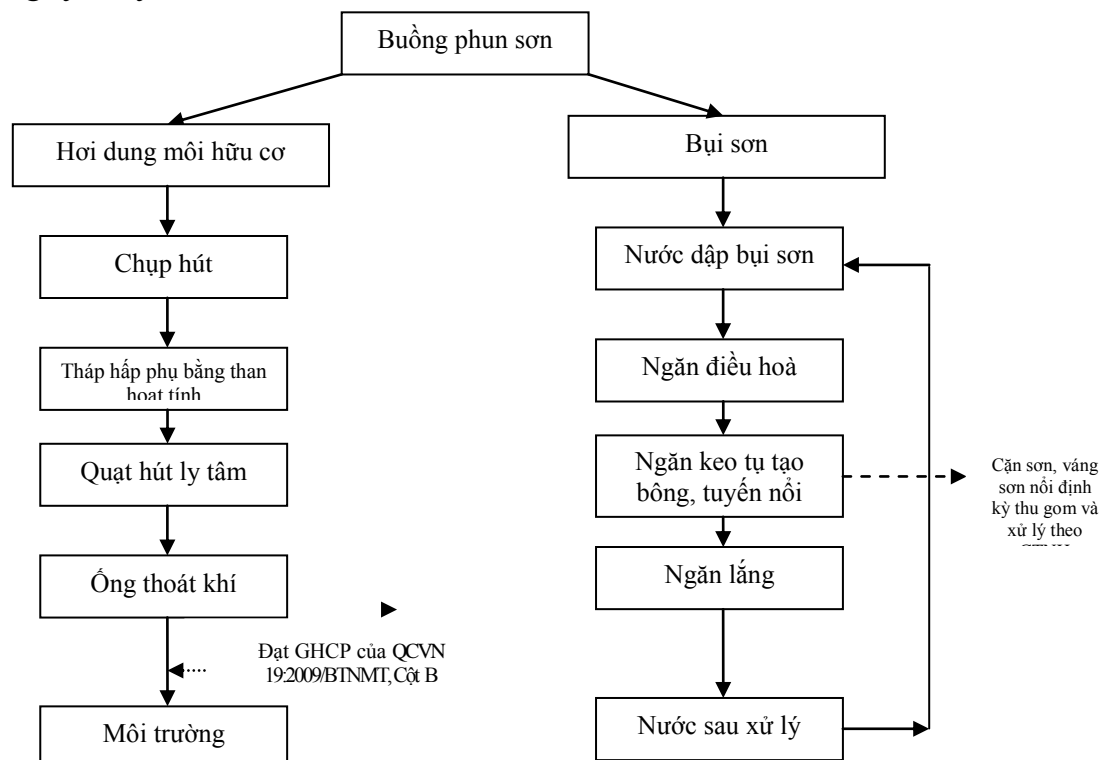 Buồng phun sơn
Hơi dung môi hữu cơ
Chụp hút
Tháp hấp phụ bằng than
hoạt tính
Quạt hút ly tâm
Ống thoát khí
Đạt GHCP của QCVN
19:2009/BTNMT, Cột B
Môi trường
Bụi sơn
Nước dập bụi sơn
Ngăn điều hoà
Ngăn keo tụ tạo
bông, tuyến nổi
Cặn sơn, váng
sơn nổi định
kỳ thu gom và
xử lý theo
Ngăn lắng
Nước sau xử lý